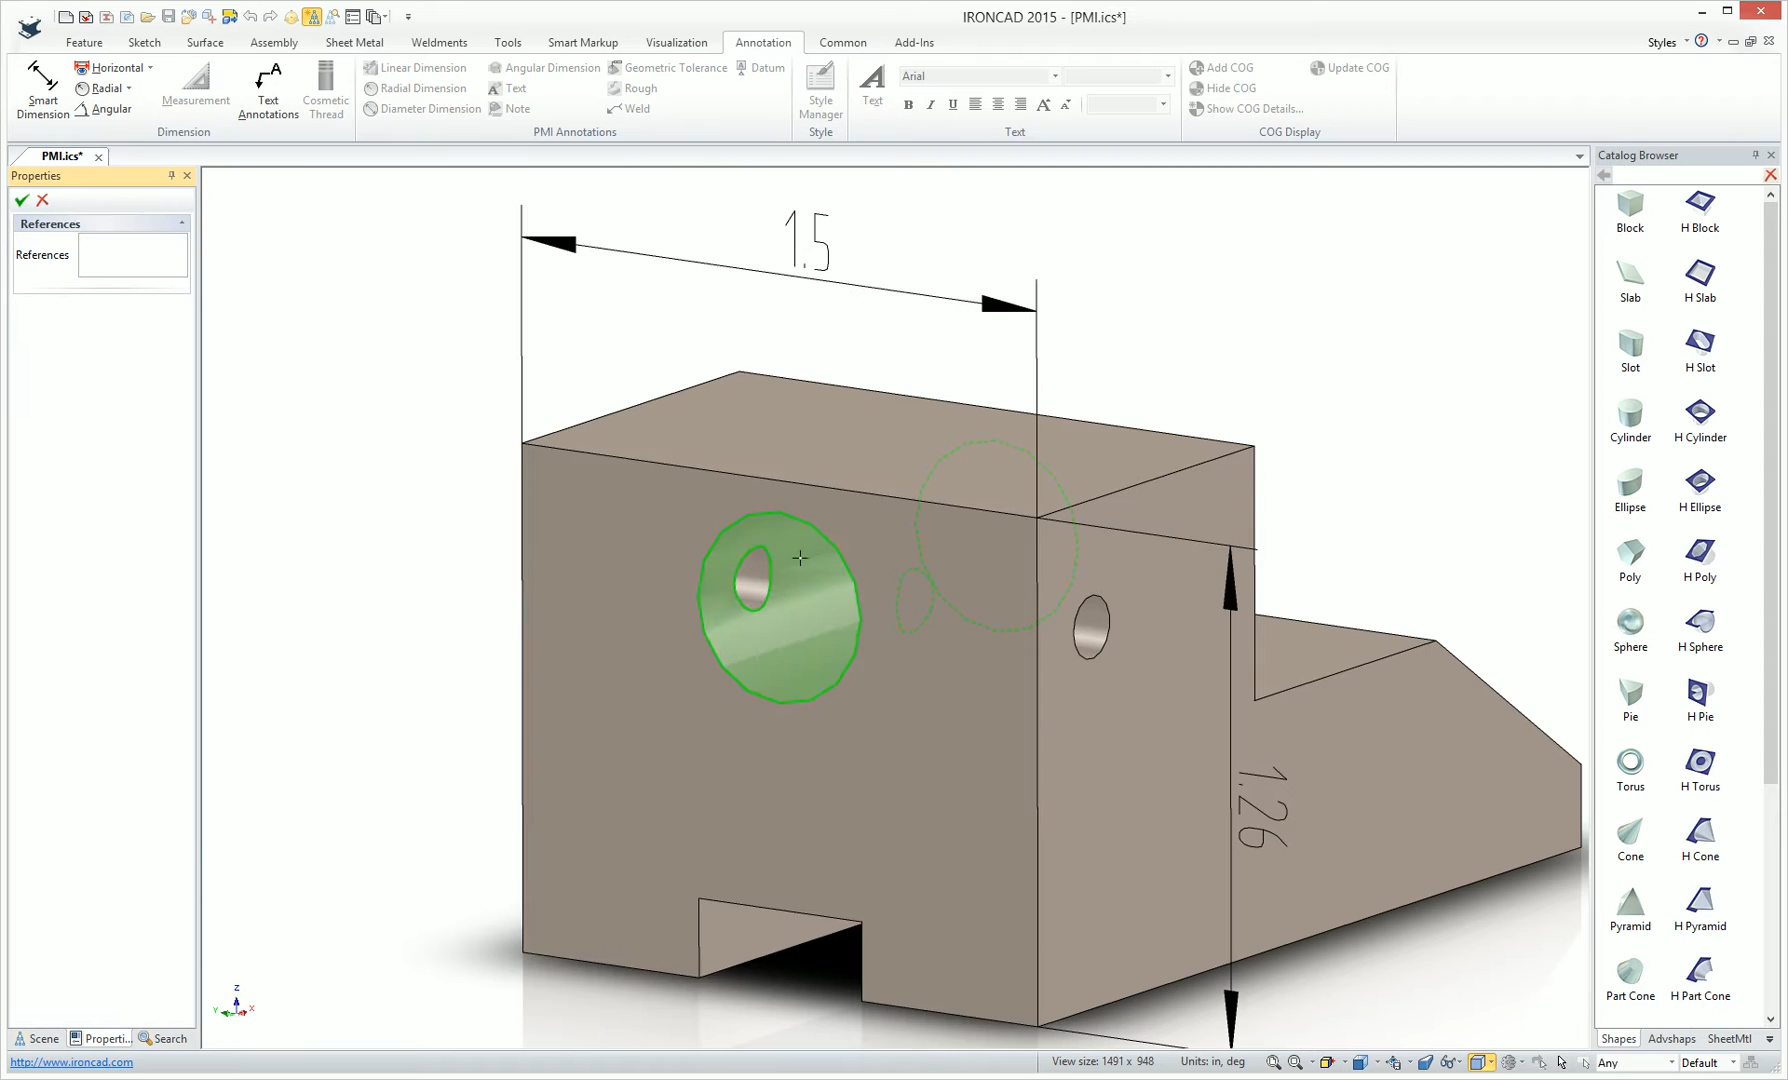 IRONCAD 2015 - [PMI.ics*]
Feature Sketch Surface Assembly Sheet Metal Weldments Tools Smart Markup Visualization Annotation Common Add-Ins Styles
Smart Dimension
Horizontal
Radial
Angular
Measurement
Text Annotations
Cosmetic Thread
Dimension
Linear Dimension
Radial Dimension
Diameter Dimension
Angular Dimension
Text
Note
Geometric Tolerance
Rough
Weld
Datum
PMI Annotations
Style Manager
Style
Text
Arial
B I U A A
Text
Add COG
Hide COG
Show COG Details...
Update COG
COG Display
PMI.ics*
Properties
References
References
1.5
1.26
Z
Y
X
Catalog Browser
Block H Block
Slab H Slab
Slot H Slot
Cylinder H Cylinder
Ellipse H Ellipse
Poly H Poly
Sphere H Sphere
Pie H Pie
Torus H Torus
Cone H Cone
Pyramid H Pyramid
Part Cone H Part Cone
Scene Properti... Search
Shapes Advshaps SheetMtl
http://www.ironcad.com
View size: 1491 x 948 Units: in, deg
Any Default